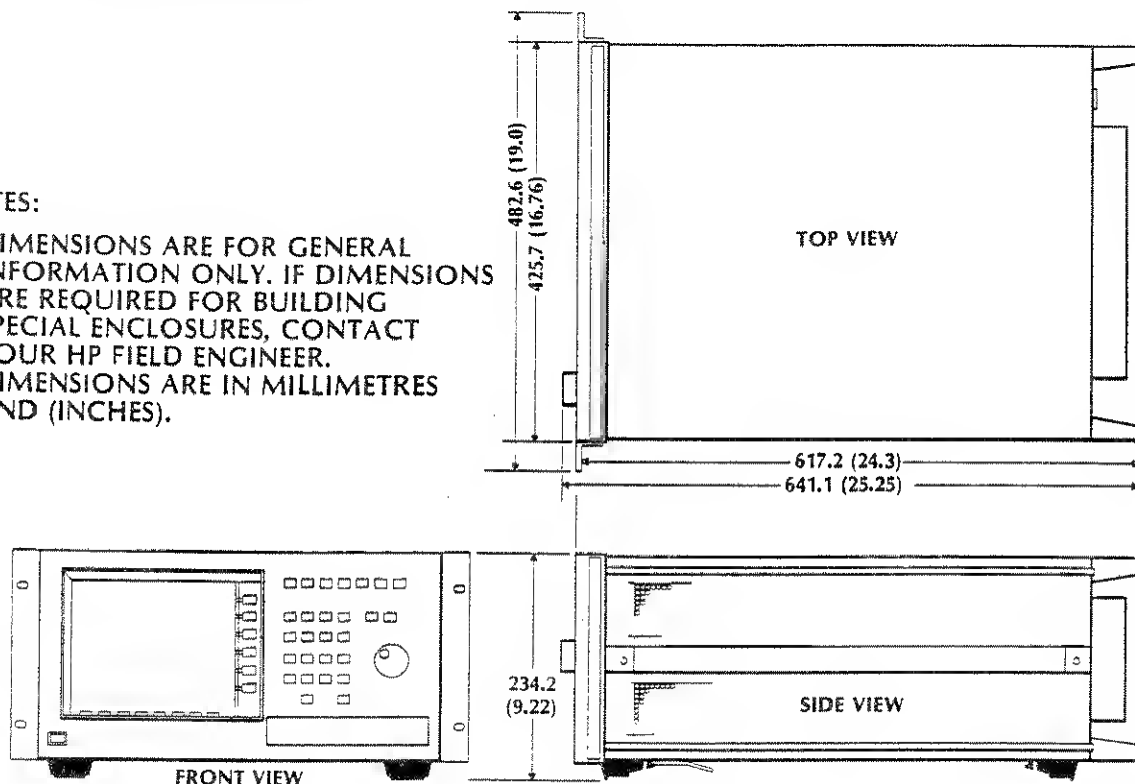 TES:
IMENSIONS ARE FOR GENERAL
NFORMATION ONLY. IF DIMENSIONS
RE REQUIRED FOR BUILDING
PECIAL ENCLOSURES, CONTACT
OUR HP FIELD ENGINEER.
IMENSIONS ARE IN MILLIMETRES
ND (INCHES).
482.6 (19.0)
425.7 (16.76)
TOP VIEW
617.2 (24.3)
641.1 (25.25)
234.2
(9.22)
SIDE VIEW
FRONT VIEW